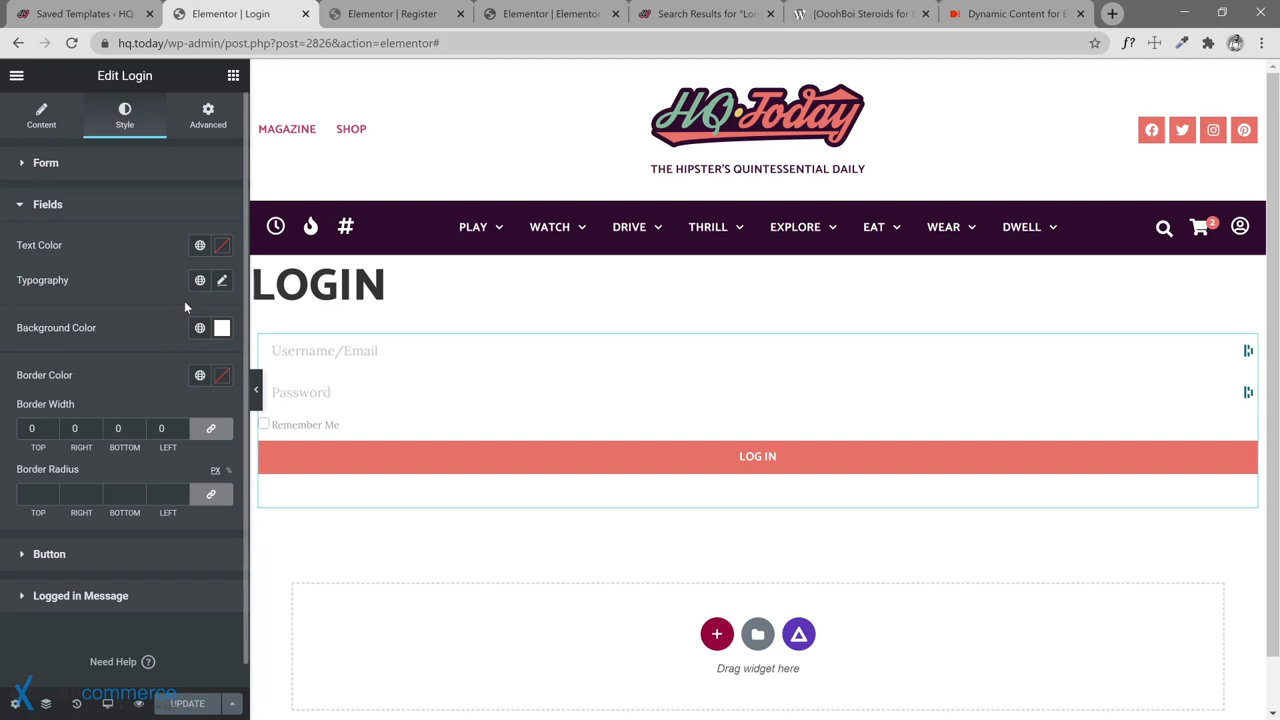 Saved Templates ‹ HQ
Elementor | Login
Elementor | Register
Elementor | Elementor
Search Results for "Lor
[OoohBoi Steroids for
Dynamic Content for E
hq.today/wp-admin/post.php?post=2826&action=elementor#
Edit Login
Content
Style
Advanced
Form
Fields
Text Color
Typography
Background Color
Border Color
Border Width
0
0
0
0
TOP
RIGHT
BOTTOM
LEFT
Border Radius
PX
%
TOP
RIGHT
BOTTOM
LEFT
Button
Logged in Message
Need Help
commerce
UPDATE
MAGAZINE
SHOP
HQ Today
THE HIPSTER'S QUINTESSENTIAL DAILY
PLAY
WATCH
DRIVE
THRILL
EXPLORE
EAT
WEAR
DWELL
2
LOGIN
Username/Email
Password
Remember Me
LOG IN
Drag widget here